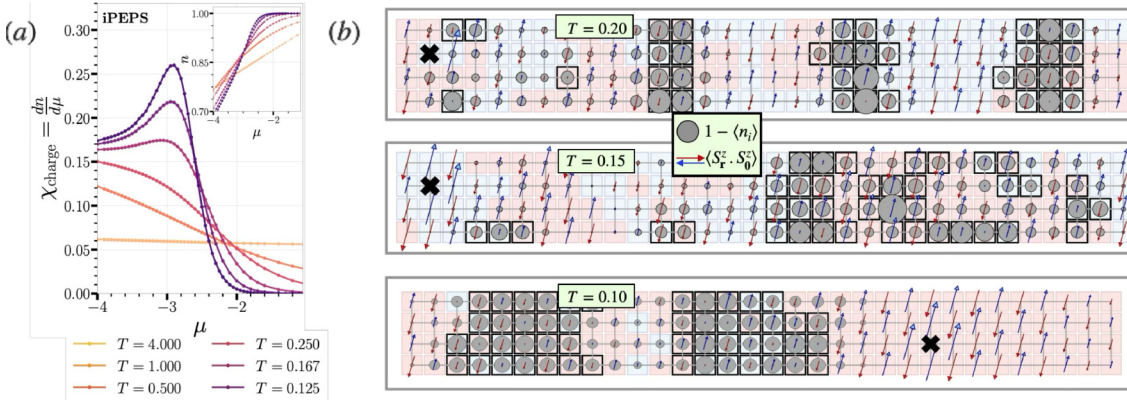 (a)
iPEPS
χcharge = dn/dμ
0.30
0.25
0.20
0.15
0.10
0.05
0.00
−4
−3
−2
μ
n
1.00
0.90
0.85
0.70
−4
−2
μ
T = 4.000
T = 1.000
T = 0.500
T = 0.250
T = 0.167
T = 0.125
(b)
T = 0.20
1 − ⟨nᵢ⟩
⟨Sᶻᵣ . Sᶻ₀⟩
T = 0.15
T = 0.10